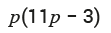 p(11p − 3)